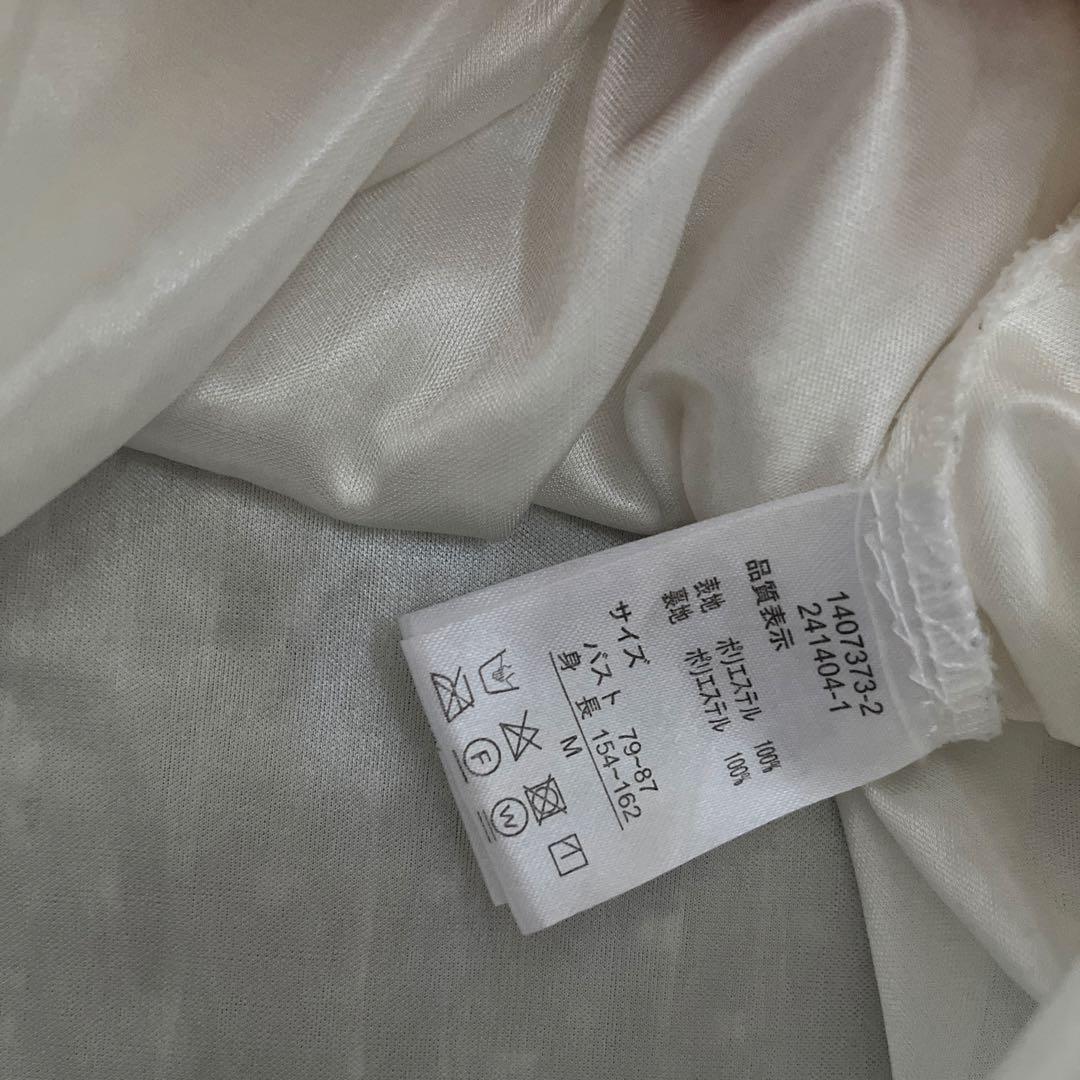 1407373-2
241404-1
品質表示
表地 ポリエステル 100%
裏地 ポリエステル 100%
サイズ M
バスト 79~87
身長 154~162
F
W